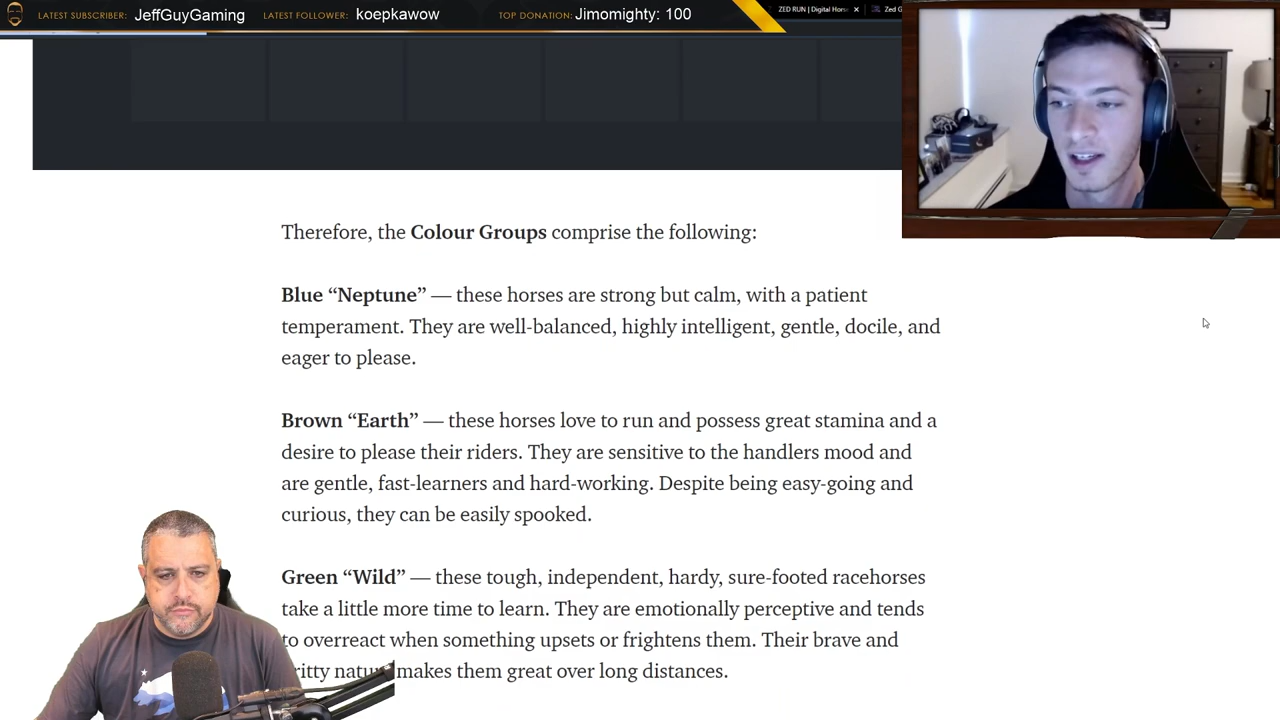 LATEST SUBSCRIBER: JeffGuyGaming LATEST FOLLOWER: koepkawow TOP DONATION: Jimomighty: 100 ZED RUN | Digital Hors × Zed G
Therefore, the Colour Groups comprise the following:
Blue “Neptune” — these horses are strong but calm, with a patient
temperament. They are well-balanced, highly intelligent, gentle, docile, and
eager to please.
Brown “Earth” — these horses love to run and possess great stamina and a
desire to please their riders. They are sensitive to the handlers mood and
are gentle, fast-learners and hard-working. Despite being easy-going and
curious, they can be easily spooked.
Green “Wild” — these tough, independent, hardy, sure-footed racehorses
take a little more time to learn. They are emotionally perceptive and tends
to overreact when something upsets or frightens them. Their brave and
ritty natu makes them great over long distances.